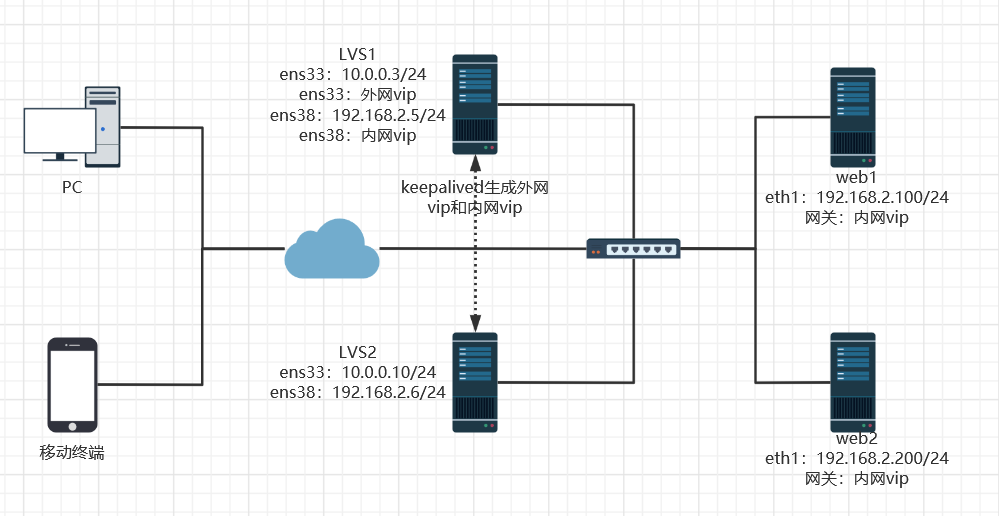 LVS1
ens33：10.0.0.3/24
ens33：外网vip
ens38：192.168.2.5/24
ens38：内网vip
PC
keepalived生成外网
vip和内网vip
web1
eth1：192.168.2.100/24
网关：内网vip
LVS2
ens33：10.0.0.10/24
ens38：192.168.2.6/24
移动终端
web2
eth1：192.168.2.200/24
网关：内网vip